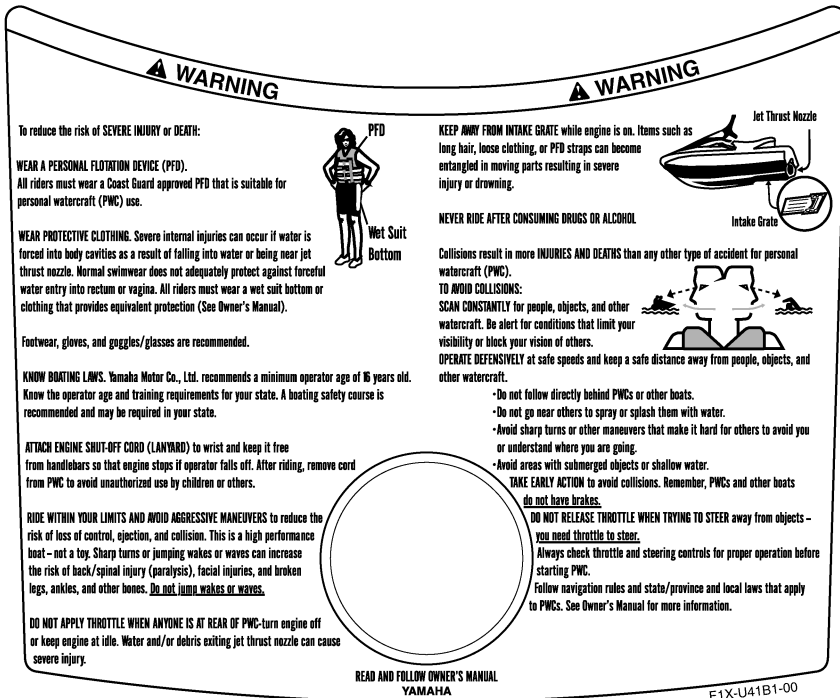 WARNING
To reduce the risk of SEVERE INJURY or DEATH:
WEAR A PERSONAL FLOTATION DEVICE (PFD).
All riders must wear a Coast Guard approved PFD that is suitable for
personal watercraft (PWC) use.
PFD
Wet Suit
Bottom
WEAR PROTECTIVE CLOTHING. Severe internal injuries can occur if water is
forced into body cavities as a result of falling into water or being near jet
thrust nozzle. Normal swimwear does not adequately protect against forceful
water entry into rectum or vagina. All riders must wear a wet suit bottom or
clothing that provides equivalent protection (See Owner's Manual).
Footwear, gloves, and goggles/glasses are recommended.
KNOW BOATING LAWS. Yamaha Motor Co., Ltd. recommends a minimum operator age of 16 years old.
Know the operator age and training requirements for your state. A boating safety course is
recommended and may be required in your state.
ATTACH ENGINE SHUT-OFF CORD (LANYARD) to wrist and keep it free
from handlebars so that engine stops if operator falls off. After riding, remove cord
from PWC to avoid unauthorized use by children or others.
RIDE WITHIN YOUR LIMITS AND AVOID AGGRESSIVE MANEUVERS to reduce the
risk of loss of control, ejection, and collision. This is a high performance
boat – not a toy. Sharp turns or jumping wakes or waves can increase
the risk of back/spinal injury (paralysis), facial injuries, and broken
legs, ankles, and other bones. Do not jump wakes or waves.
DO NOT APPLY THROTTLE WHEN ANYONE IS AT REAR OF PWC-turn engine off
or keep engine at idle. Water and/or debris exiting jet thrust nozzle can cause
severe injury.
WARNING
KEEP AWAY FROM INTAKE GRATE while engine is on. Items such as
long hair, loose clothing, or PFD straps can become
entangled in moving parts resulting in severe
injury or drowning.
Jet Thrust Nozzle
Intake Grate
NEVER RIDE AFTER CONSUMING DRUGS OR ALCOHOL
Collisions result in more INJURIES AND DEATHS than any other type of accident for personal
watercraft (PWC).
TO AVOID COLLISIONS:
SCAN CONSTANTLY for people, objects, and other
watercraft. Be alert for conditions that limit your
visibility or block your vision of others.
OPERATE DEFENSIVELY at safe speeds and keep a safe distance away from people, objects, and
other watercraft.
•Do not follow directly behind PWCs or other boats.
•Do not go near others to spray or splash them with water.
•Avoid sharp turns or other maneuvers that make it hard for others to avoid you
or understand where you are going.
•Avoid areas with submerged objects or shallow water.
TAKE EARLY ACTION to avoid collisions. Remember, PWCs and other boats
do not have brakes.
DO NOT RELEASE THROTTLE WHEN TRYING TO STEER away from objects –
you need throttle to steer.
Always check throttle and steering controls for proper operation before
starting PWC.
Follow navigation rules and state/province and local laws that apply
to PWCs. See Owner's Manual for more information.
READ AND FOLLOW OWNER'S MANUAL
YAMAHA
F1X-U41B1-00